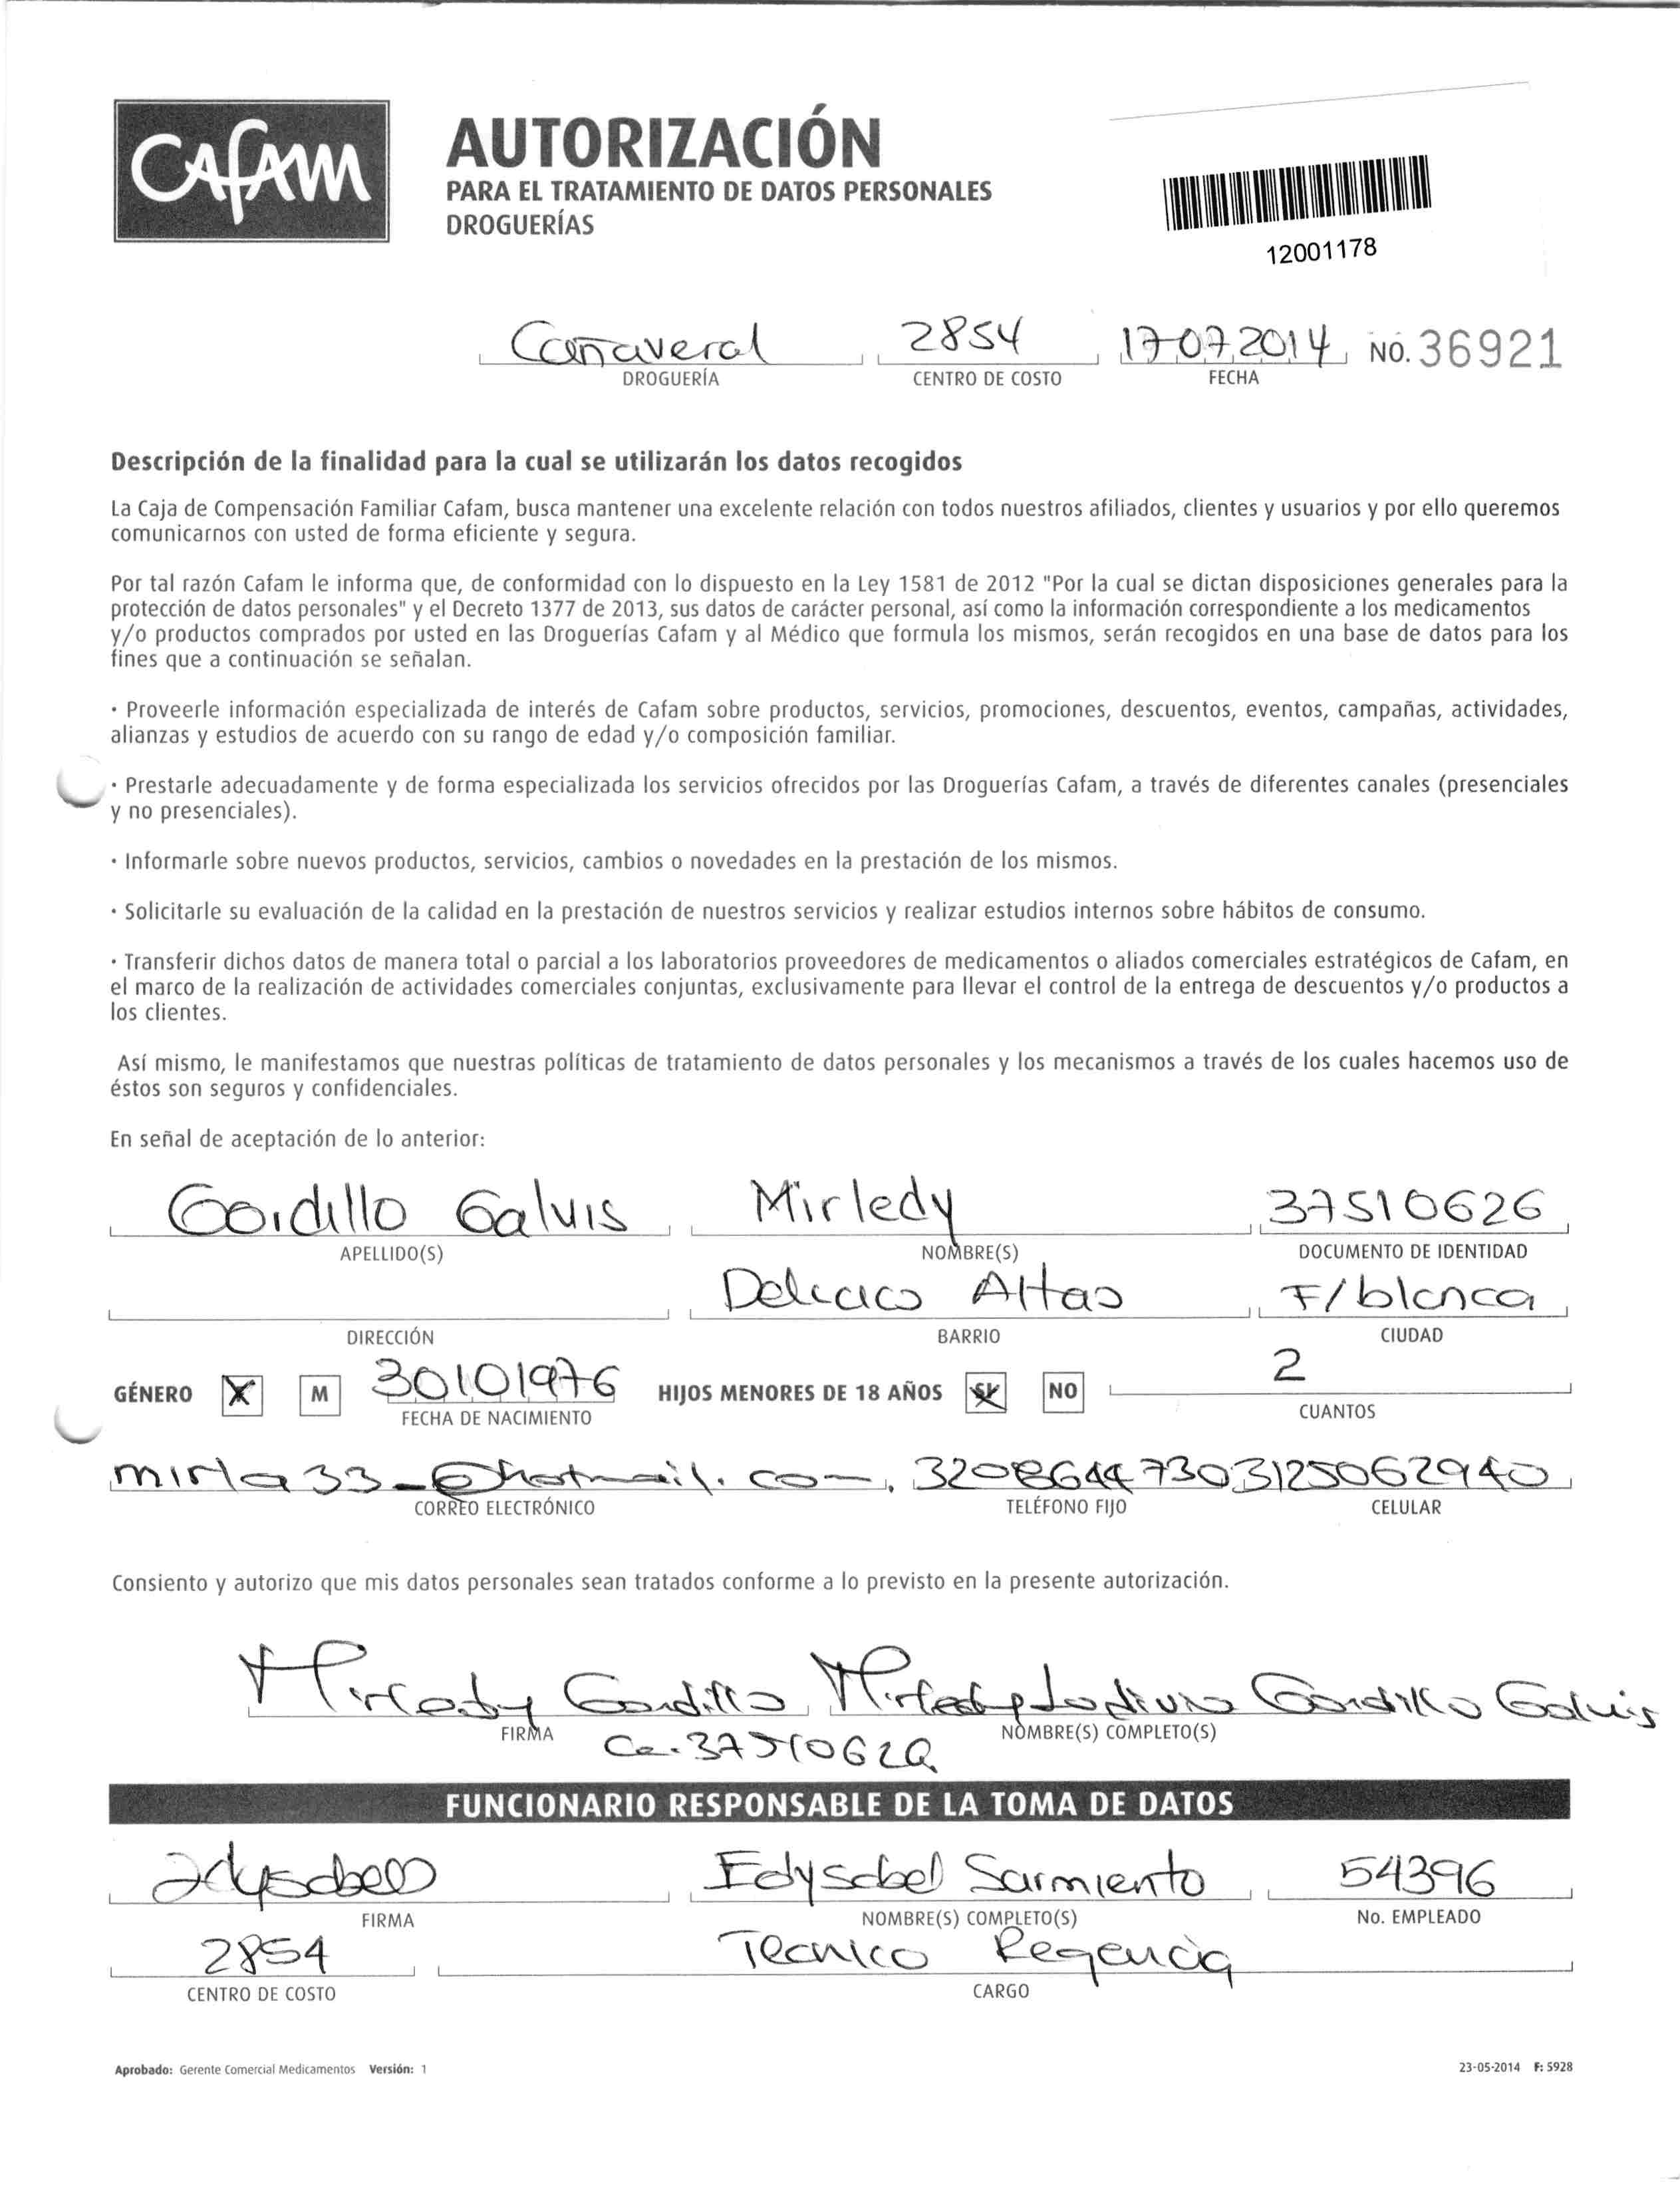 Cafam
AUTORIZACIÓN
PARA EL TRATAMIENTO DE DATOS PERSONALES
DROGUERÍAS
12001178
Cañaveral 2854 17072014 NO. 36921
DROGUERÍA CENTRO DE COSTO FECHA
Descripción de la finalidad para la cual se utilizarán los datos recogidos
La Caja de Compensación Familiar Cafam, busca mantener una excelente relación con todos nuestros afiliados, clientes y usuarios y por ello queremos
comunicarnos con usted de forma eficiente y segura.
Por tal razón Cafam le informa que, de conformidad con lo dispuesto en la Ley 1581 de 2012 "Por la cual se dictan disposiciones generales para la
protección de datos personales" y el Decreto 1377 de 2013, sus datos de carácter personal, así como la información correspondiente a los medicamentos
y/o productos comprados por usted en las Droguerías Cafam y al Médico que formula los mismos, serán recogidos en una base de datos para los
fines que a continuación se señalan.
· Proveerle información especializada de interés de Cafam sobre productos, servicios, promociones, descuentos, eventos, campañas, actividades,
alianzas y estudios de acuerdo con su rango de edad y/o composición familiar.
· Prestarle adecuadamente y de forma especializada los servicios ofrecidos por las Droguerías Cafam, a través de diferentes canales (presenciales
y no presenciales).
· Informarle sobre nuevos productos, servicios, cambios o novedades en la prestación de los mismos.
· Solicitarle su evaluación de la calidad en la prestación de nuestros servicios y realizar estudios internos sobre hábitos de consumo.
· Transferir dichos datos de manera total o parcial a los laboratorios proveedores de medicamentos o aliados comerciales estratégicos de Cafam, en
el marco de la realización de actividades comerciales conjuntas, exclusivamente para llevar el control de la entrega de descuentos y/o productos a
los clientes.
Así mismo, le manifestamos que nuestras políticas de tratamiento de datos personales y los mecanismos a través de los cuales hacemos uso de
éstos son seguros y confidenciales.
En señal de aceptación de lo anterior:
Gordillo Galvis Mirledy 37510626
APELLIDO(S) NOMBRE(S) DOCUMENTO DE IDENTIDAD
Delicias Altas F/blanca
DIRECCIÓN BARRIO CIUDAD
GÉNERO X M 30101976 HIJOS MENORES DE 18 AÑOS SI NO 2
FECHA DE NACIMIENTO CUANTOS
mirla33_@hotmail.com 3208644730 3125062940
CORREO ELECTRÓNICO TELÉFONO FIJO CELULAR
Consiento y autorizo que mis datos personales sean tratados conforme a lo previsto en la presente autorización.
Mirledy Gordillo Mirledy Gordillo Galvis
FIRMA NOMBRE(S) COMPLETO(S)
FUNCIONARIO RESPONSABLE DE LA TOMA DE DATOS
Edysabel Sarmiento 54396
FIRMA NOMBRE(S) COMPLETO(S) No. EMPLEADO
2854 Tecnico Regencia
CENTRO DE COSTO CARGO
Aprobado: Gerente Comercial Medicamentos Versión: 1 23-05-2014 F: 5928